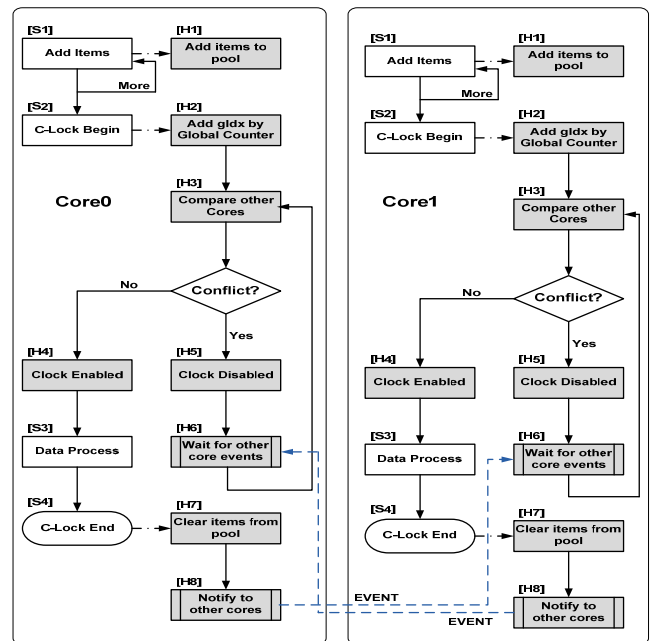 [S1]
Add Items
[H1]
Add items to
pool
More
[S2]
C-Lock Begin
[H2]
Add gIdx by
Global Counter
[H3]
Compare other
Cores
Core0
Conflict?
No
Yes
[H4]
Clock Enabled
[H5]
Clock Disabled
[S3]
Data Process
[H6]
Wait for other
core events
[S4]
C-Lock End
[H7]
Clear items from
pool
[H8]
Notify to
other cores
EVENT
EVENT
[S1]
Add Items
[H1]
Add items to
pool
More
[S2]
C-Lock Begin
[H2]
Add gIdx by
Global Counter
[H3]
Compare other
Cores
Core1
Conflict?
No
Yes
[H4]
Clock Enabled
[H5]
Clock Disabled
[S3]
Data Process
[H6]
Wait for other
core events
[S4]
C-Lock End
[H7]
Clear items from
pool
[H8]
Notify to
other cores